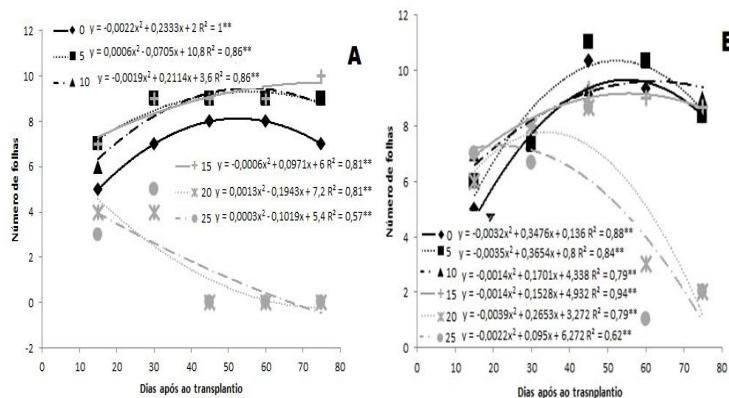 A
0 y = -0,0022x² + 0,2333x + 2 R² = 1**
5 y = 0,0006x² - 0,0705x + 10,8 R² = 0,86**
10 y = -0,0019x² + 0,2114x + 3,6 R² = 0,86**
15 y = -0,0006x² + 0,0971x + 6 R² = 0,81**
20 y = 0,0013x² - 0,1943x + 7,2 R² = 0,81**
25 y = 0,0003x² - 0,1019x + 5,4 R² = 0,57**
Número de folhas
12
10
8
6
4
2
0
-2
0 10 20 30 40 50 60 70 80
Dias após ao transplantio
0 y = -0,0032x² + 0,3476x + 0,136 R² = 0,88**
5 y = -0,0035x² + 0,3654x + 0,8 R² = 0,84**
10 y = -0,0014x² + 0,1701x + 4,338 R² = 0,79**
15 y = -0,0014x² + 0,1528x + 4,932 R² = 0,94**
20 y = -0,0039x² + 0,2653x + 3,272 R² = 0,79**
25 y = -0,0022x² + 0,095x + 6,272 R² = 0,62**
Número de folhas
12
10
8
6
4
2
0
0 10 20 30 40 50 60 70 80
Dias após ao transplantio